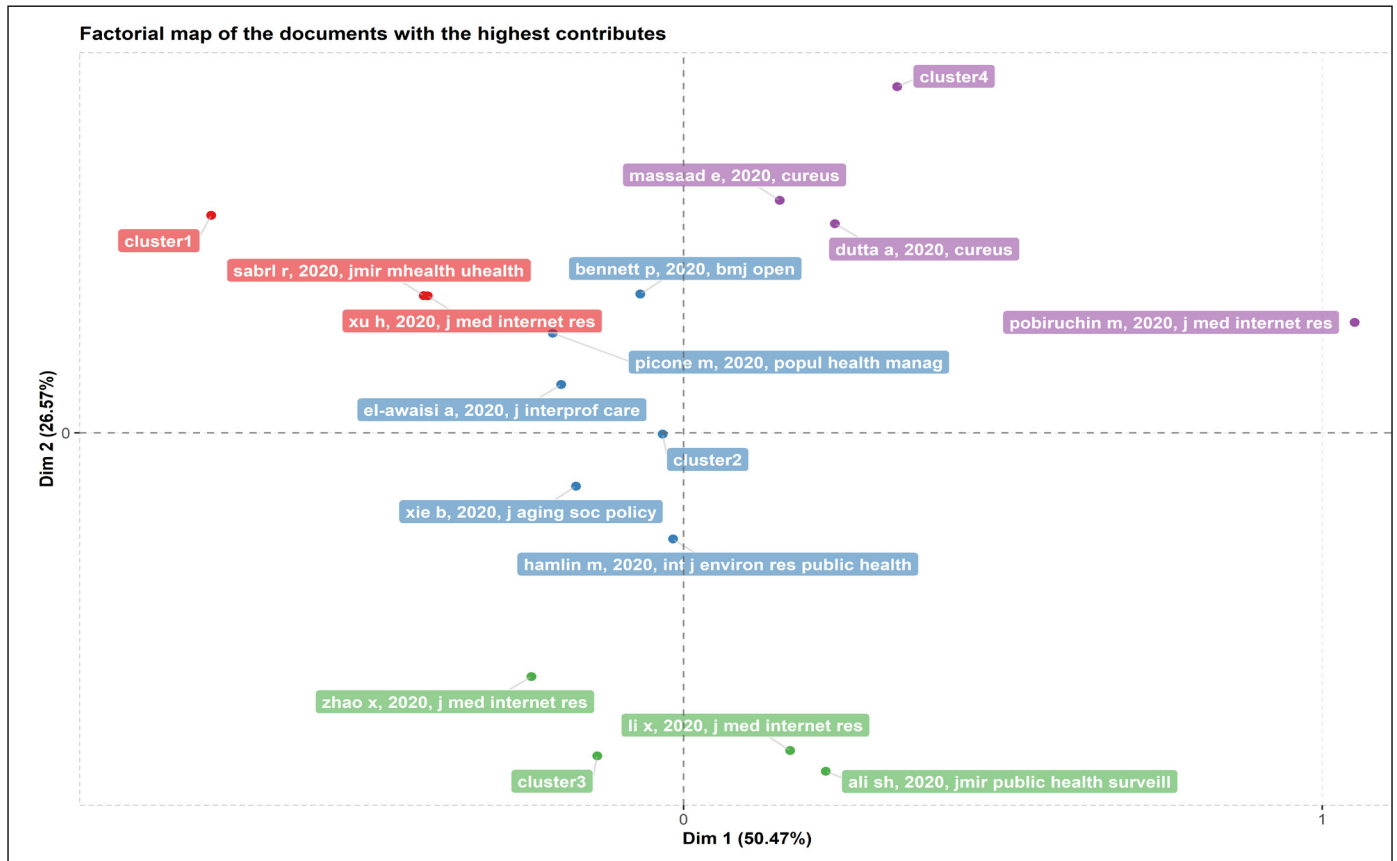 Factorial map of the documents with the highest contributes
cluster4
massaad e, 2020, cureus
cluster1
dutta a, 2020, cureus
sabrl r, 2020, jmir mhealth uhealth
bennett p, 2020, bmj open
xu h, 2020, j med internet res
pobiruchin m, 2020, j med internet res
picone m, 2020, popul health manag
el-awaisi a, 2020, j interprof care
Dim 2 (26.57%)
0
cluster2
xie b, 2020, j aging soc policy
hamlin m, 2020, int j environ res public health
zhao x, 2020, j med internet res
li x, 2020, j med internet res
cluster3
ali sh, 2020, jmir public health surveill
0
1
Dim 1 (50.47%)